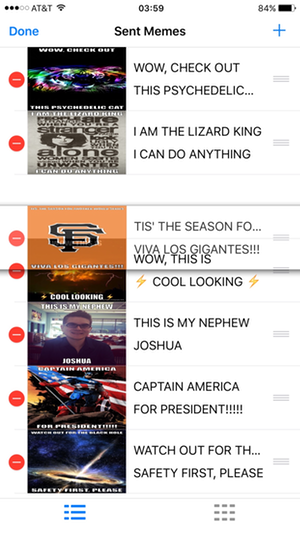 AT&T 03:59 84%
Done Sent Memes +
WOW, CHECK OUT
THIS PSYCHEDELIC CAT
WOW, CHECK OUT
THIS PSYCHEDELIC...
I AM THE LIZARD KING
stranger
UNWANTED
I CAN DO ANYTHING
I AM THE LIZARD KING
I CAN DO ANYTHING
SF
VIVA LOS GIGANTES!!!
TIS' THE SEASON FO...
VIVA LOS GIGANTES!!!
WOW, THIS IS
⚡ COOL LOOKING ⚡
⚡ COOL LOOKING ⚡
THIS IS MY NEPHEW
JOSHUA
THIS IS MY NEPHEW
JOSHUA
CAPTAIN AMERICA
FOR PRESIDENT!!!!!
CAPTAIN AMERICA
FOR PRESIDENT!!!!!
WATCH OUT FOR THE BLACK HOLE
SAFETY FIRST, PLEASE
WATCH OUT FOR TH...
SAFETY FIRST, PLEASE